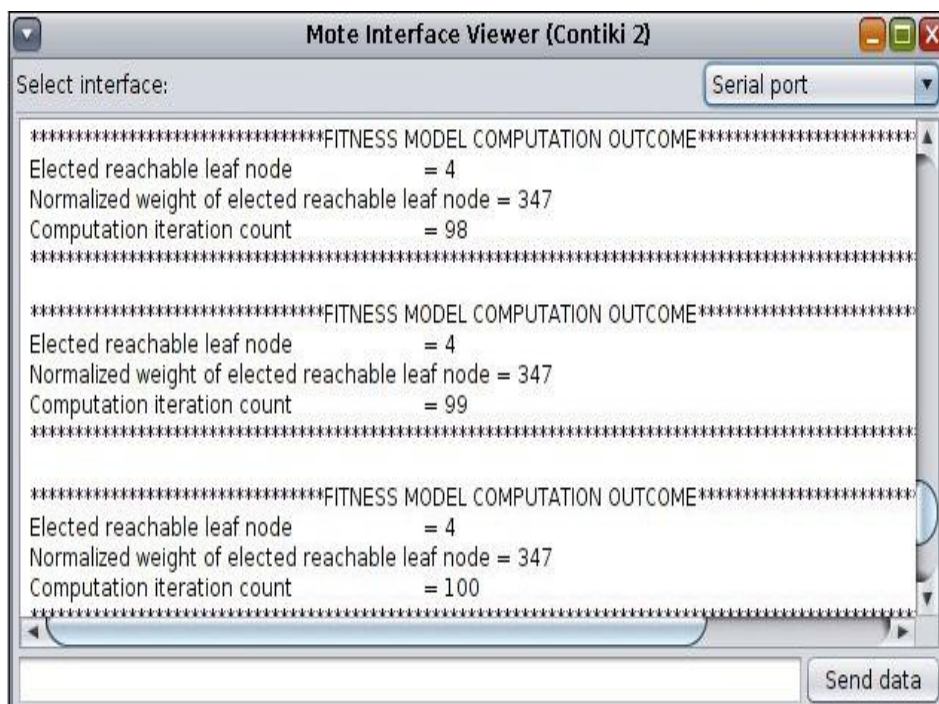 Mote Interface Viewer (Contiki 2)
Select interface:
Serial port
*********************************FITNESS MODEL COMPUTATION OUTCOME*************************
Elected reachable leaf node = 4
Normalized weight of elected reachable leaf node = 347
Computation iteration count = 98
****************************************************************************************************
*********************************FITNESS MODEL COMPUTATION OUTCOME*************************
Elected reachable leaf node = 4
Normalized weight of elected reachable leaf node = 347
Computation iteration count = 99
****************************************************************************************************
*********************************FITNESS MODEL COMPUTATION OUTCOME*************************
Elected reachable leaf node = 4
Normalized weight of elected reachable leaf node = 347
Computation iteration count = 100
****************************************************************************************************
Send data